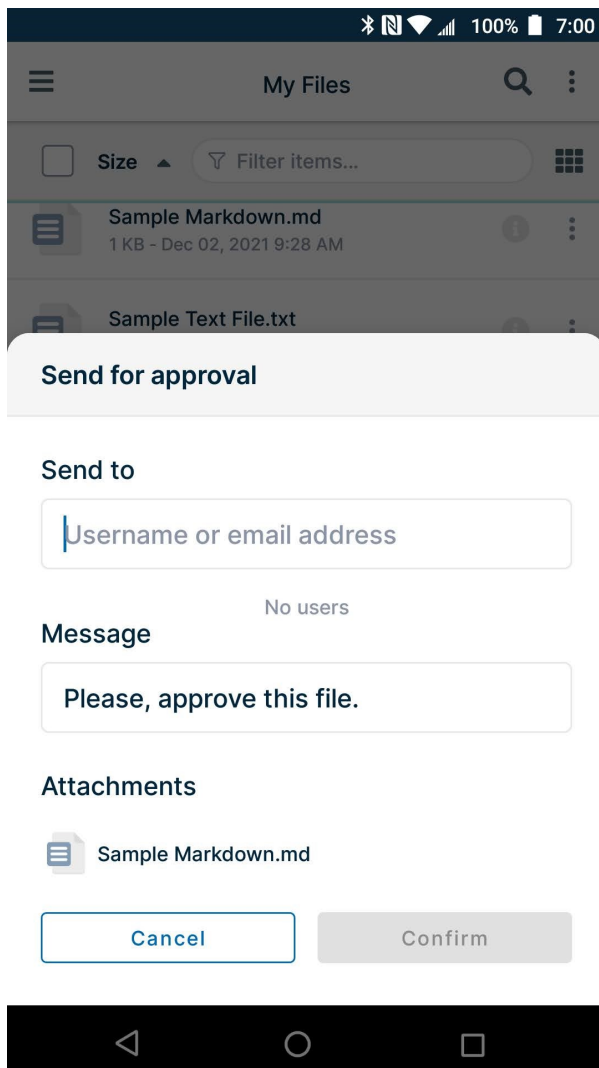 100% 7:00
My Files
Size Filter items...
Sample Markdown.md
1 KB - Dec 02, 2021 9:28 AM
Sample Text File.txt
Send for approval
Send to
Username or email address
No users
Message
Please, approve this file.
Attachments
Sample Markdown.md
Cancel Confirm